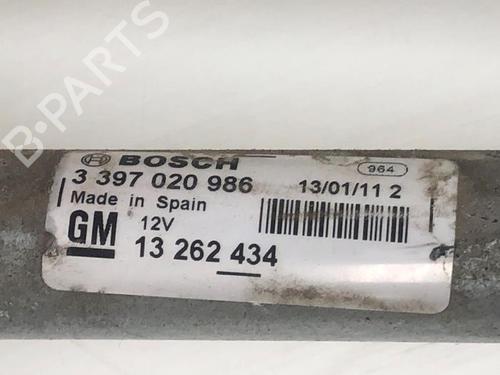 BOSCH
964
3 397 020 986
13/01/11 2
Made in Spain
12V
GM
13 262 434
B-PARTS